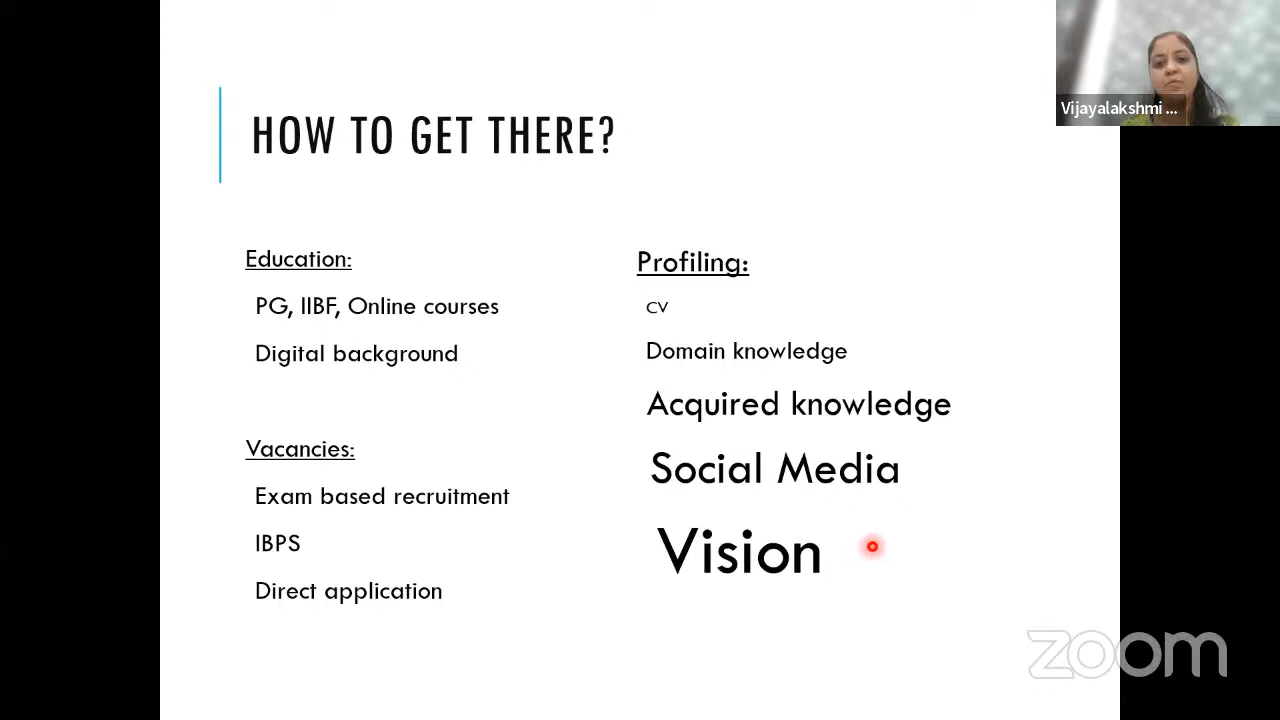 HOW TO GET THERE?
Education:
PG, IIBF, Online courses
Digital background
Vacancies:
Exam based recruitment
IBPS
Direct application
Profiling:
CV
Domain knowledge
Acquired knowledge
Social Media
Vision
Vijayalakshmi ...
zoom